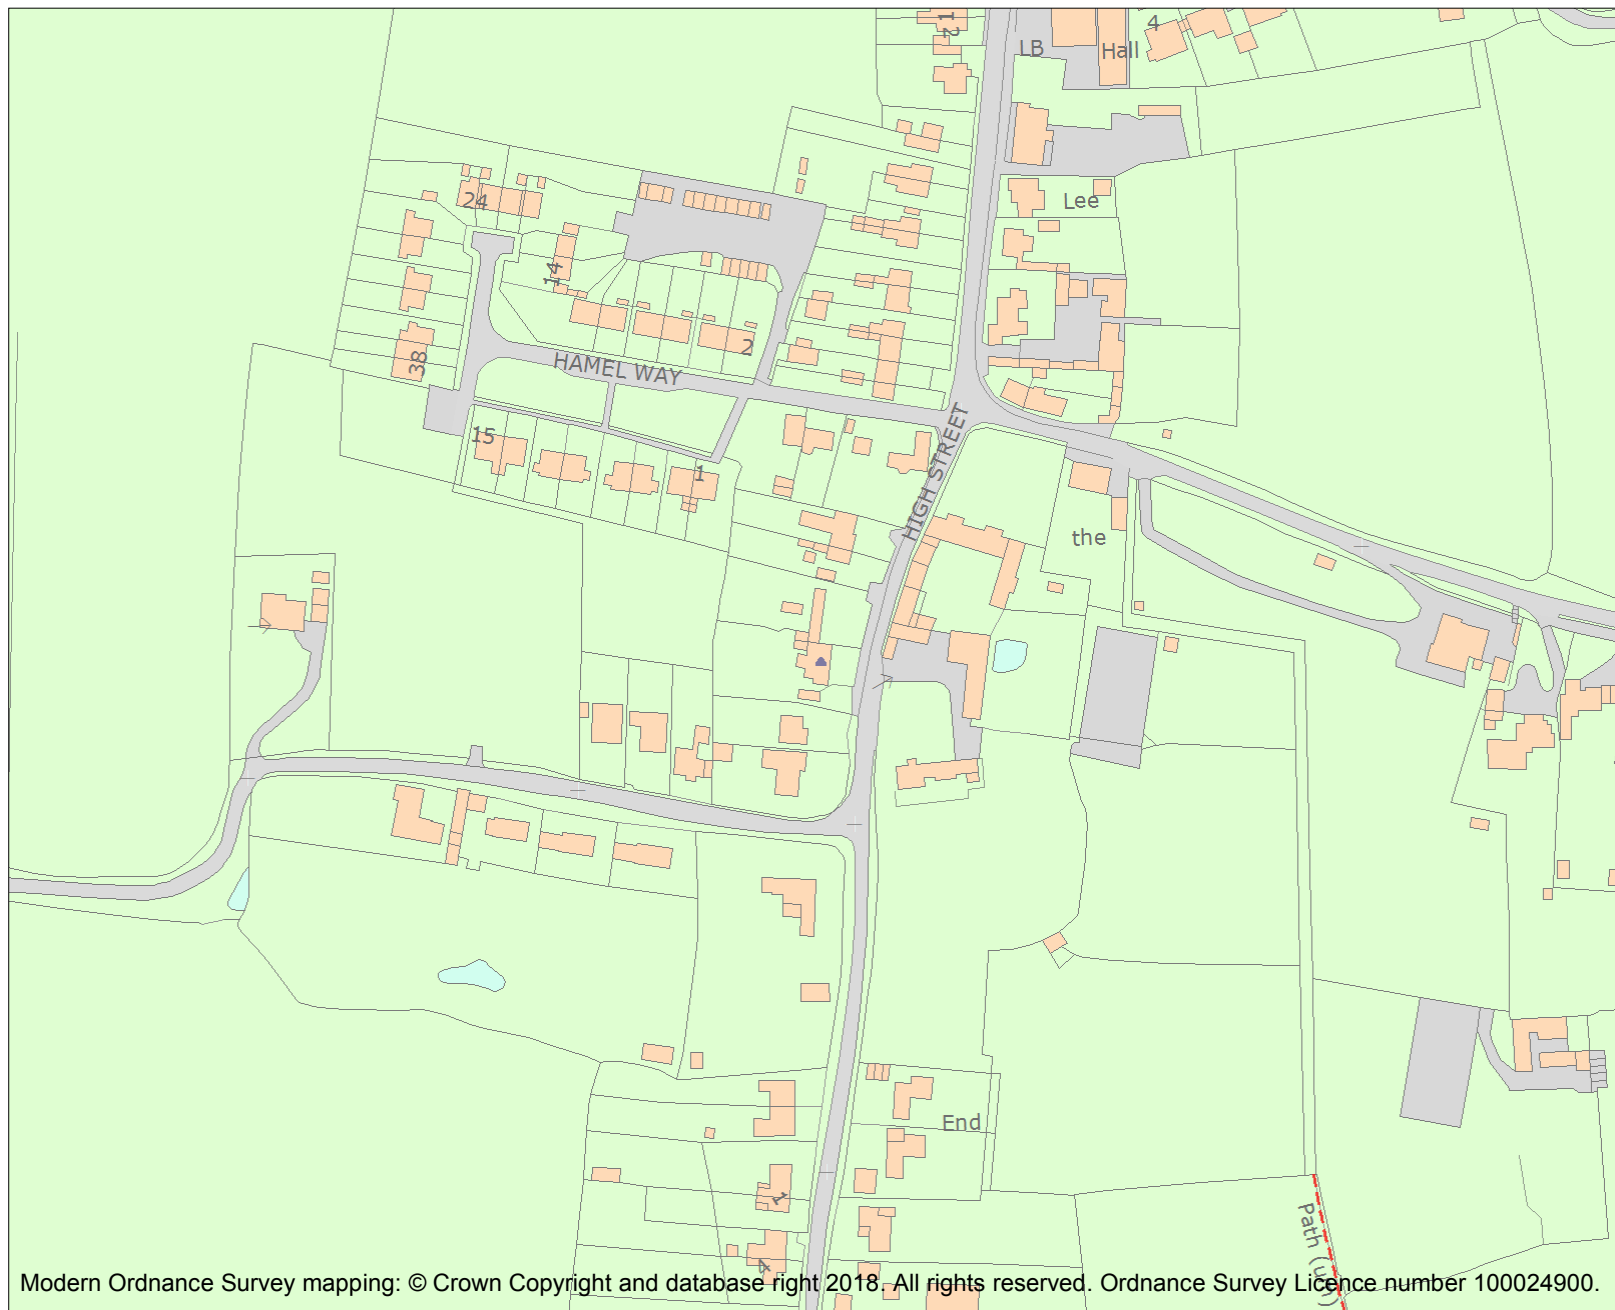 12
LB
Hall
4
Lee
24
14
2
38
HAMEL WAY
15
1
HIGH STREET
the
End
1
4
Path (um)
Modern Ordnance Survey mapping: © Crown Copyright and database right 2018. All rights reserved. Ordnance Survey Licence number 100024900.